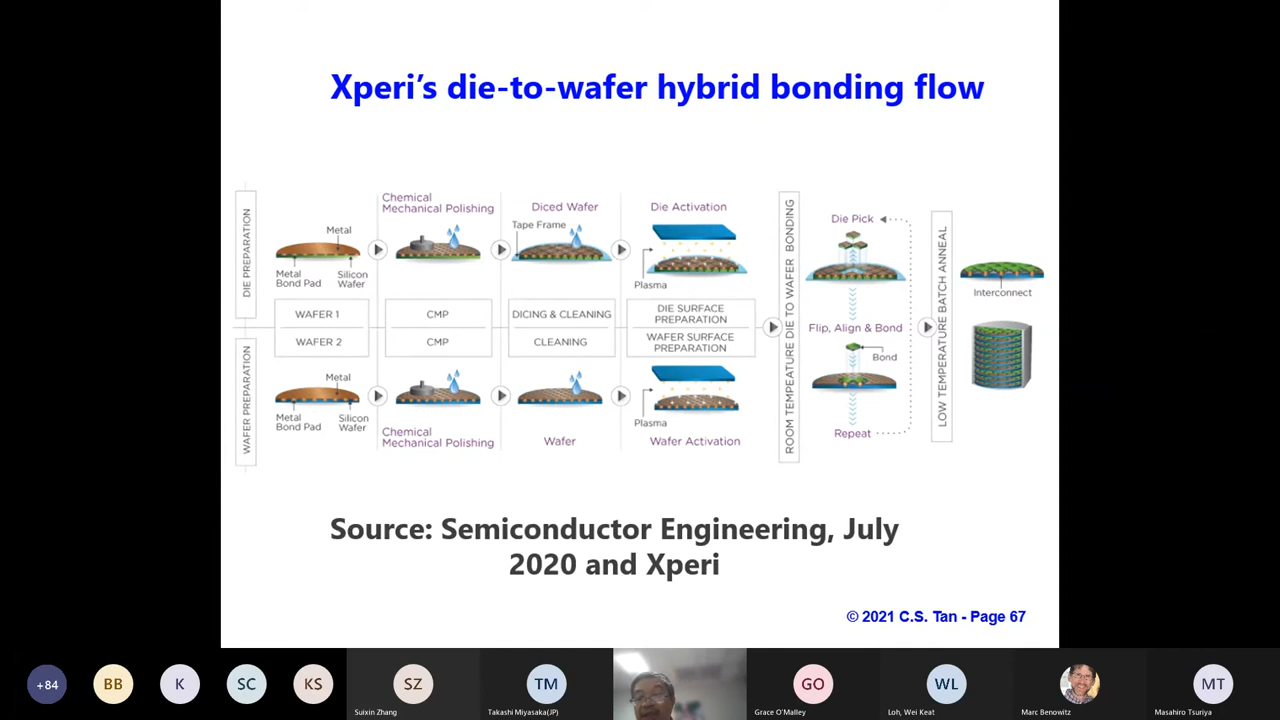 Xperi's die-to-wafer hybrid bonding flow
DIE PREPARATION
Metal
Metal
Bond Pad
Silicon
Wafer
Chemical
Mechanical Polishing
Diced Wafer
Tape Frame
Die Activation
Plasma
WAFER 1
CMP
DICING & CLEANING
DIE SURFACE
PREPARATION
WAFER 2
CMP
CLEANING
WAFER SURFACE
PREPARATION
WAFER PREPARATION
Metal
Metal
Bond Pad
Silicon
Wafer
Chemical
Mechanical Polishing
Wafer
Plasma
Wafer Activation
ROOM TEMPEATURE DIE TO WAFER BONDING
Die Pick
Flip, Align & Bond
Bond
Repeat
LOW TEMPERATURE BATCH ANNEAL
Interconnect
Source: Semiconductor Engineering, July
2020 and Xperi
© 2021 C.S. Tan - Page 67
+84
BB
K
SC
KS
SZ
Suixin Zhang
TM
Takashi Miyasaka(JP)
GO
Grace O'Malley
WL
Loh, Wei Keat
Marc Benowitz
MT
Masahiro Tsuriya